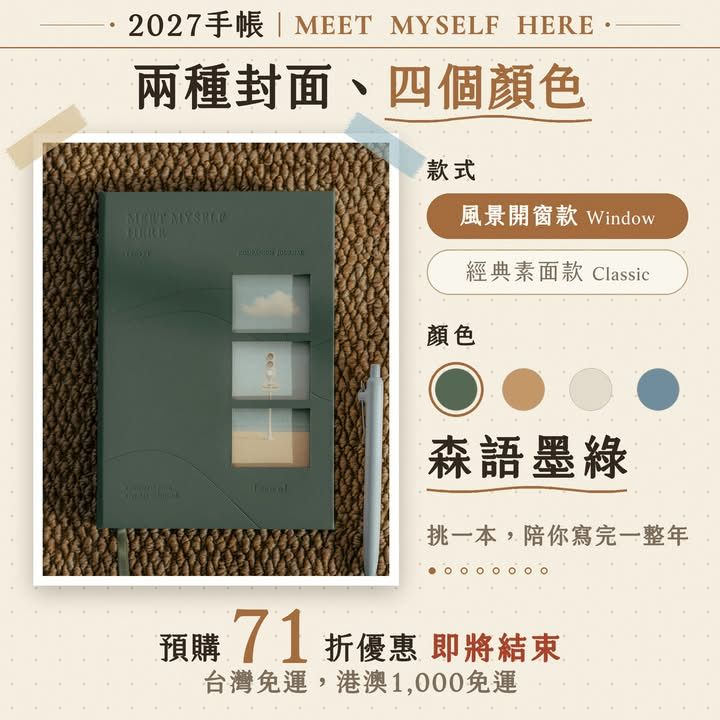 2027手帳｜MEET MYSELF HERE
兩種封面、四個顏色
款式
風景開窗款 Window
經典素面款 Classic
顏色
森語墨綠
挑一本，陪你寫完一整年
MEET MYSELF
HERE
預購71折優惠 即將結束
台灣免運，港澳1,000免運